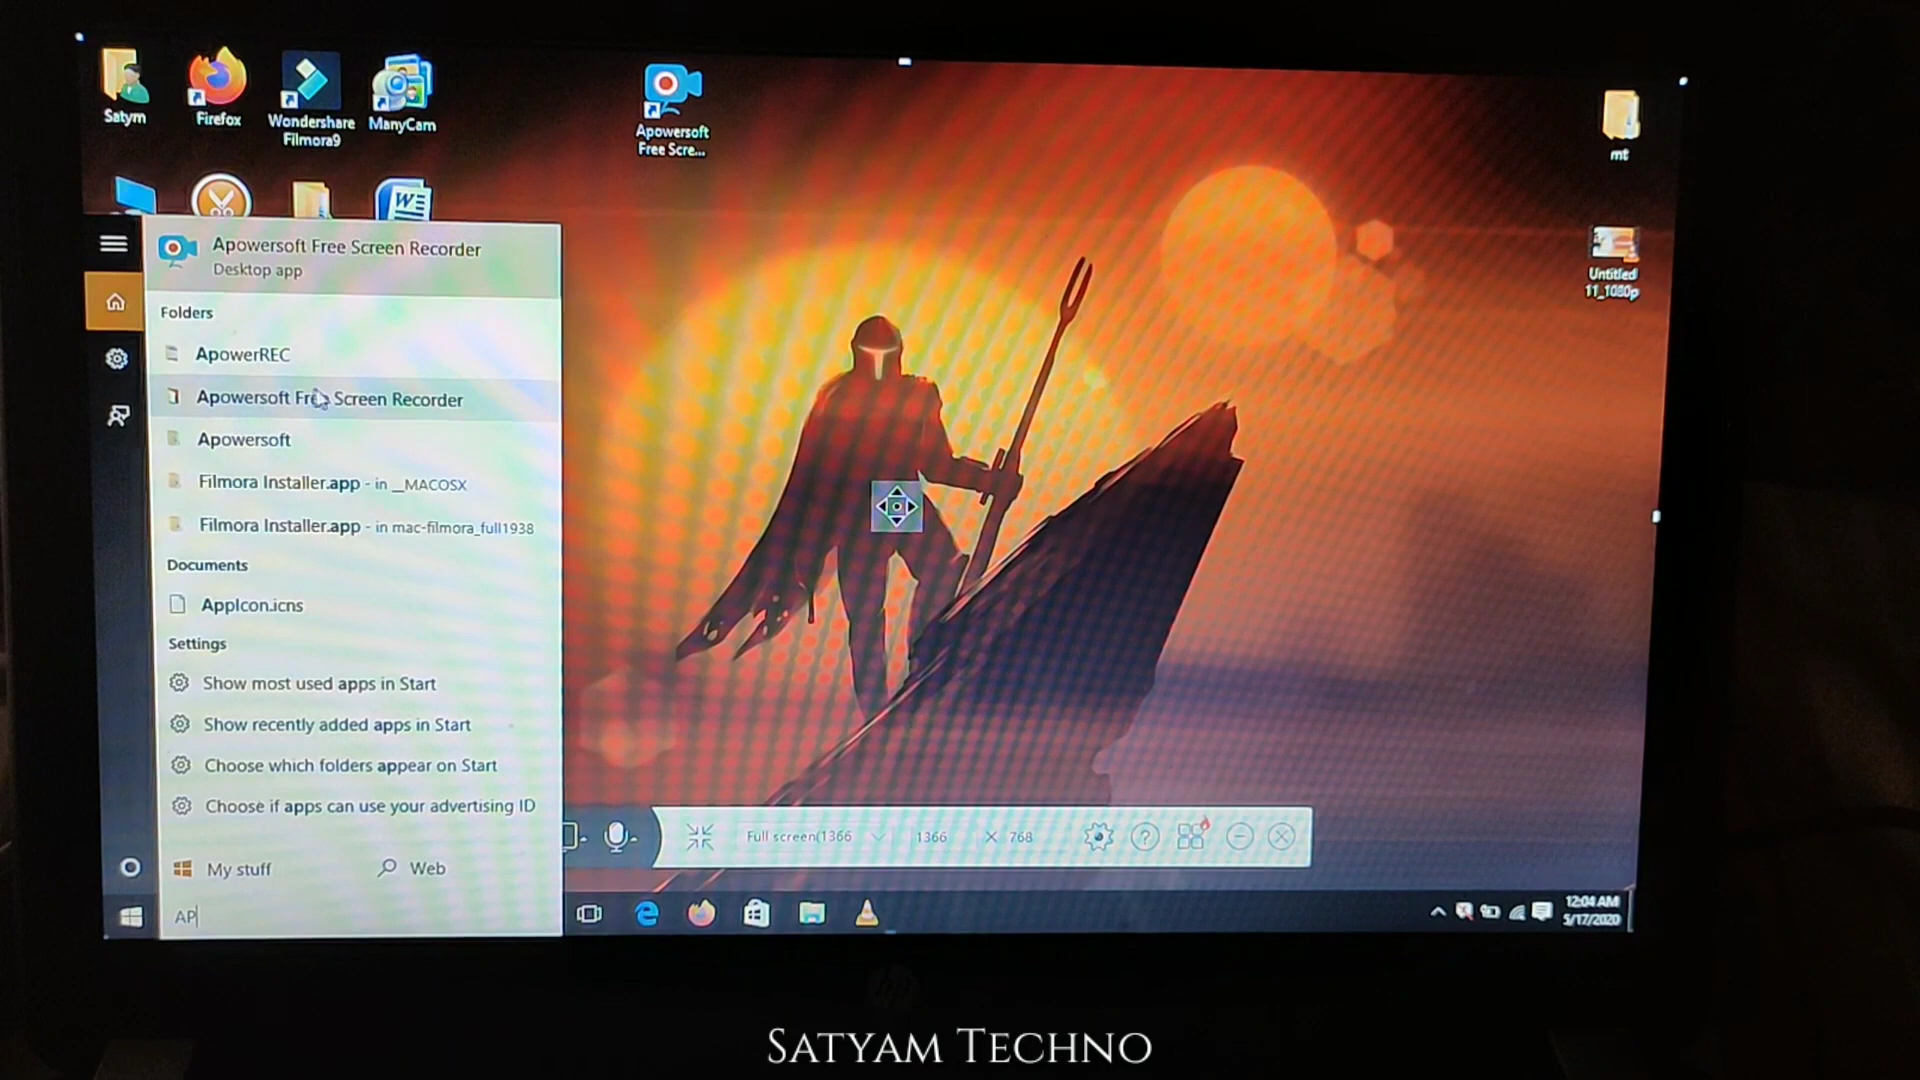 Satym
Firefox
Wondershare
Filmora9
ManyCam
Apowersoft
Free Scre...
mt
Untitled
11_1080p
Apowersoft Free Screen Recorder
Desktop app
Folders
ApowerREC
Apowersoft Free Screen Recorder
Apowersoft
Filmora Installer.app - in __MACOSX
Filmora Installer.app - in mac-filmora_full1938
Documents
AppIcon.icns
Settings
Show most used apps in Start
Show recently added apps in Start
Choose which folders appear on Start
Choose if apps can use your advertising ID
My stuff
Web
AP
Full screen(1366
1366
X 768
12:04 AM
5/17/2020
hp
SATYAM TECHNO